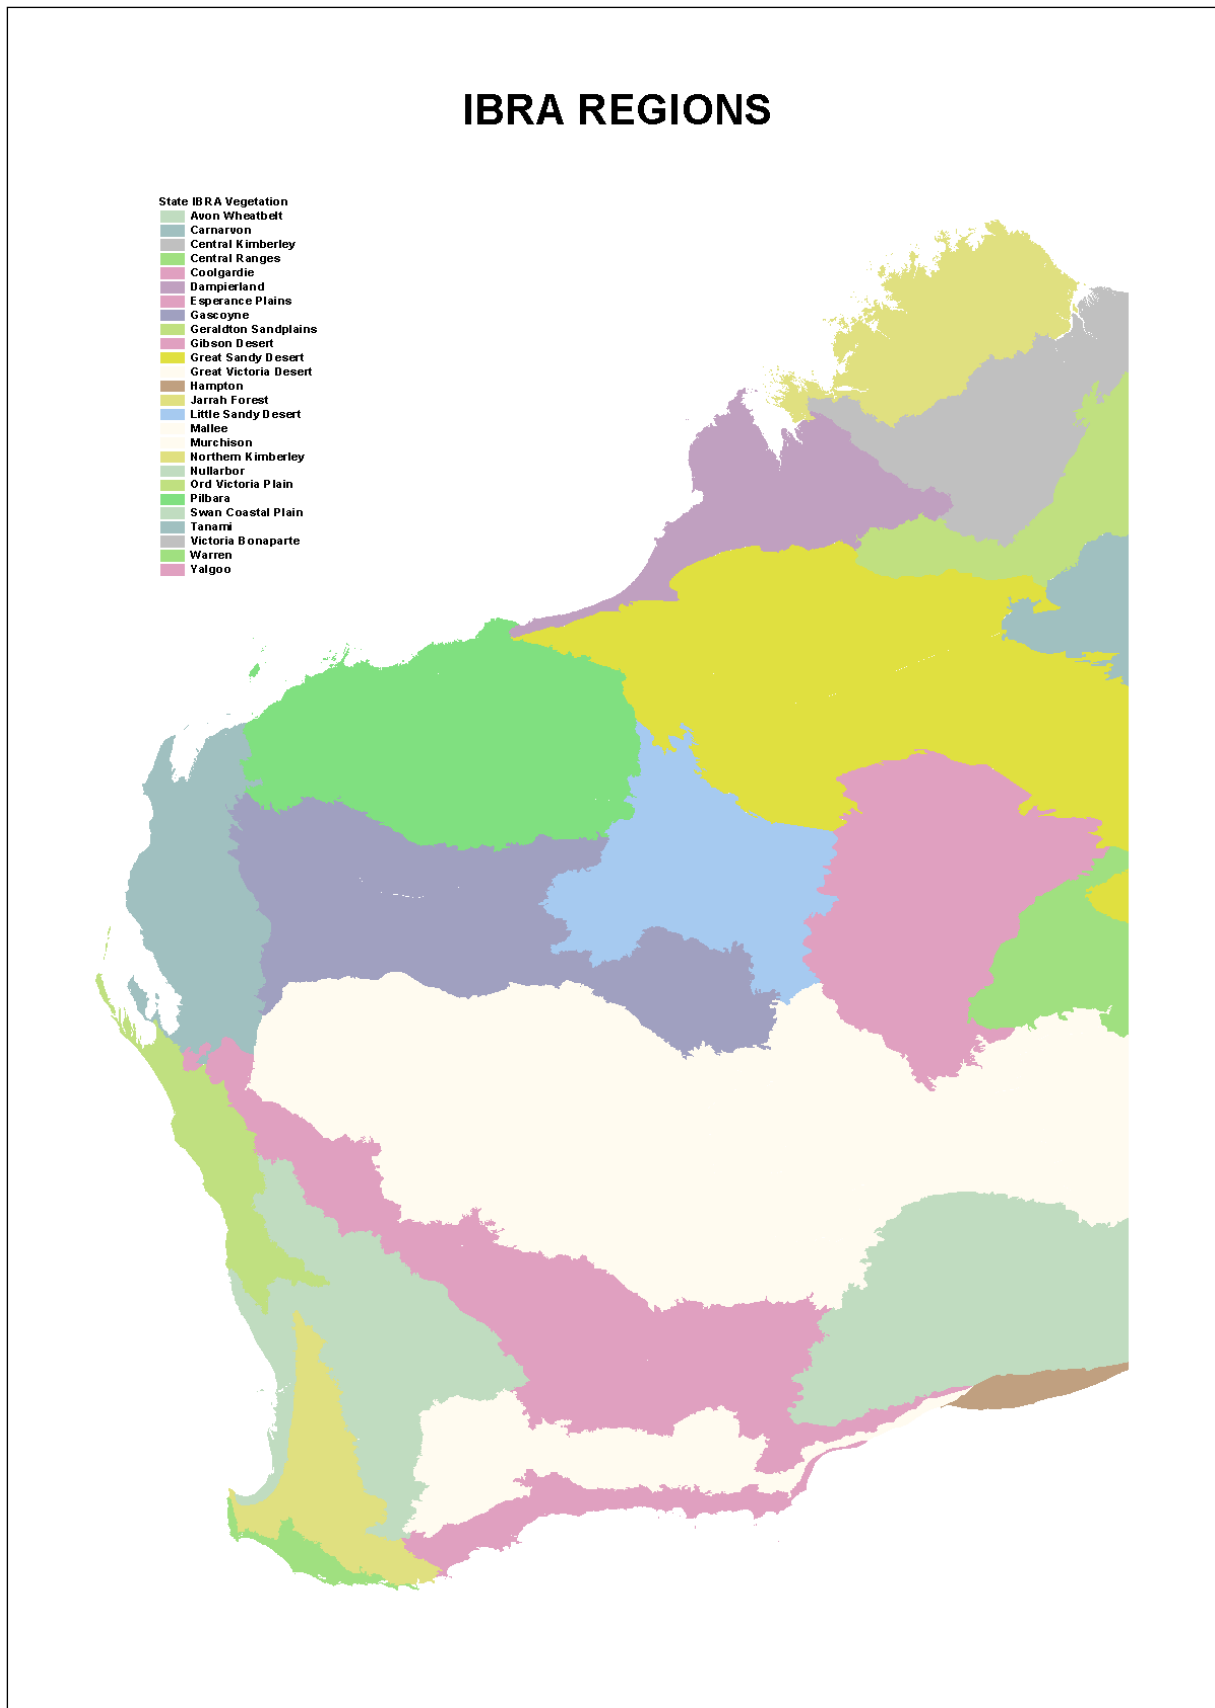 IBRA REGIONS
State IBRA Vegetation
Avon Wheatbelt
Carnarvon
Central Kimberley
Central Ranges
Coolgardie
Dampierland
Esperance Plains
Gascoyne
Geraldton Sandplains
Gibson Desert
Great Sandy Desert
Great Victoria Desert
Hampton
Jarrah Forest
Little Sandy Desert
Mallee
Murchison
Northern Kimberley
Nullarbor
Ord Victoria Plain
Pilbara
Swan Coastal Plain
Tanami
Victoria Bonaparte
Warren
Yalgoo